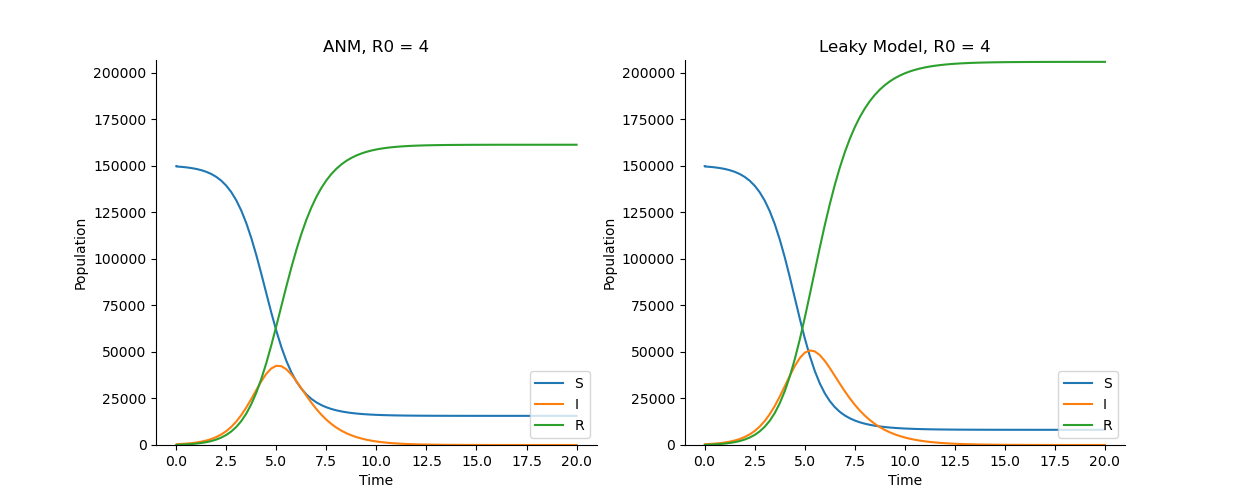 ANM, R0 = 4
200000
175000
150000
125000
100000
75000
50000
25000
0
Population
0.0 2.5 5.0 7.5 10.0 12.5 15.0 17.5 20.0
Time
S
I
R
Leaky Model, R0 = 4
200000
175000
150000
125000
100000
75000
50000
25000
0
Population
0.0 2.5 5.0 7.5 10.0 12.5 15.0 17.5 20.0
Time
S
I
R